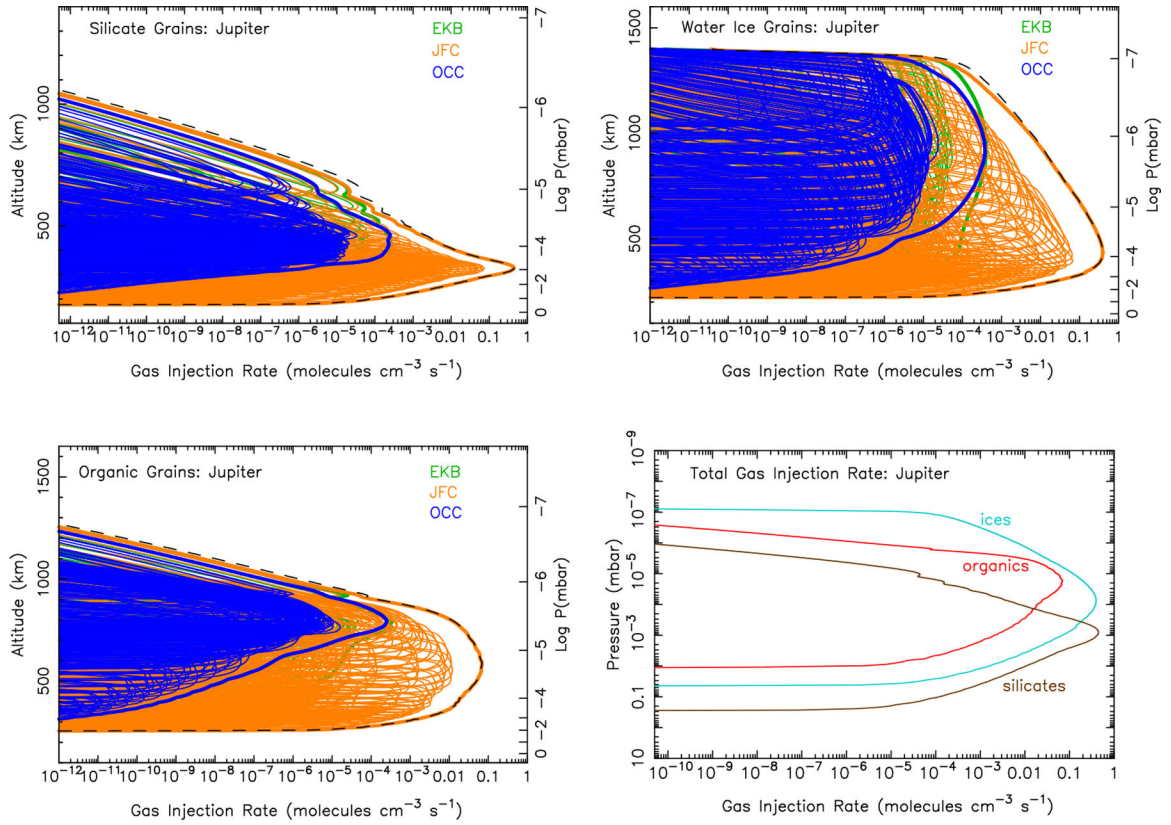 Silicate Grains: Jupiter
EKB
JFC
OCC
Altitude (km)
500
1000
Log P(mbar)
-7
-6
-5
-4
-2
0
10⁻¹² 10⁻¹¹ 10⁻¹⁰ 10⁻⁹ 10⁻⁸ 10⁻⁷ 10⁻⁶ 10⁻⁵ 10⁻⁴ 10⁻³ 0.01 0.1 1
Gas Injection Rate (molecules cm⁻³ s⁻¹)
Water Ice Grains: Jupiter
EKB
JFC
OCC
Altitude (km)
500
1000
1500
Log P(mbar)
-7
-6
-5
-4
-2
0
10⁻¹² 10⁻¹¹ 10⁻¹⁰ 10⁻⁹ 10⁻⁸ 10⁻⁷ 10⁻⁶ 10⁻⁵ 10⁻⁴ 10⁻³ 0.01 0.1 1
Gas Injection Rate (molecules cm⁻³ s⁻¹)
Organic Grains: Jupiter
EKB
JFC
OCC
Altitude (km)
500
1000
1500
Log P(mbar)
-7
-6
-5
-4
-2
0
10⁻¹² 10⁻¹¹ 10⁻¹⁰ 10⁻⁹ 10⁻⁸ 10⁻⁷ 10⁻⁶ 10⁻⁵ 10⁻⁴ 10⁻³ 0.01 0.1 1
Gas Injection Rate (molecules cm⁻³ s⁻¹)
Total Gas Injection Rate: Jupiter
ices
organics
silicates
Pressure (mbar)
10⁻⁹
10⁻⁷
10⁻⁵
10⁻³
0.1
10
10⁻¹⁰ 10⁻⁹ 10⁻⁸ 10⁻⁷ 10⁻⁶ 10⁻⁵ 10⁻⁴ 10⁻³ 0.01 0.1 1
Gas Injection Rate (molecules cm⁻³ s⁻¹)